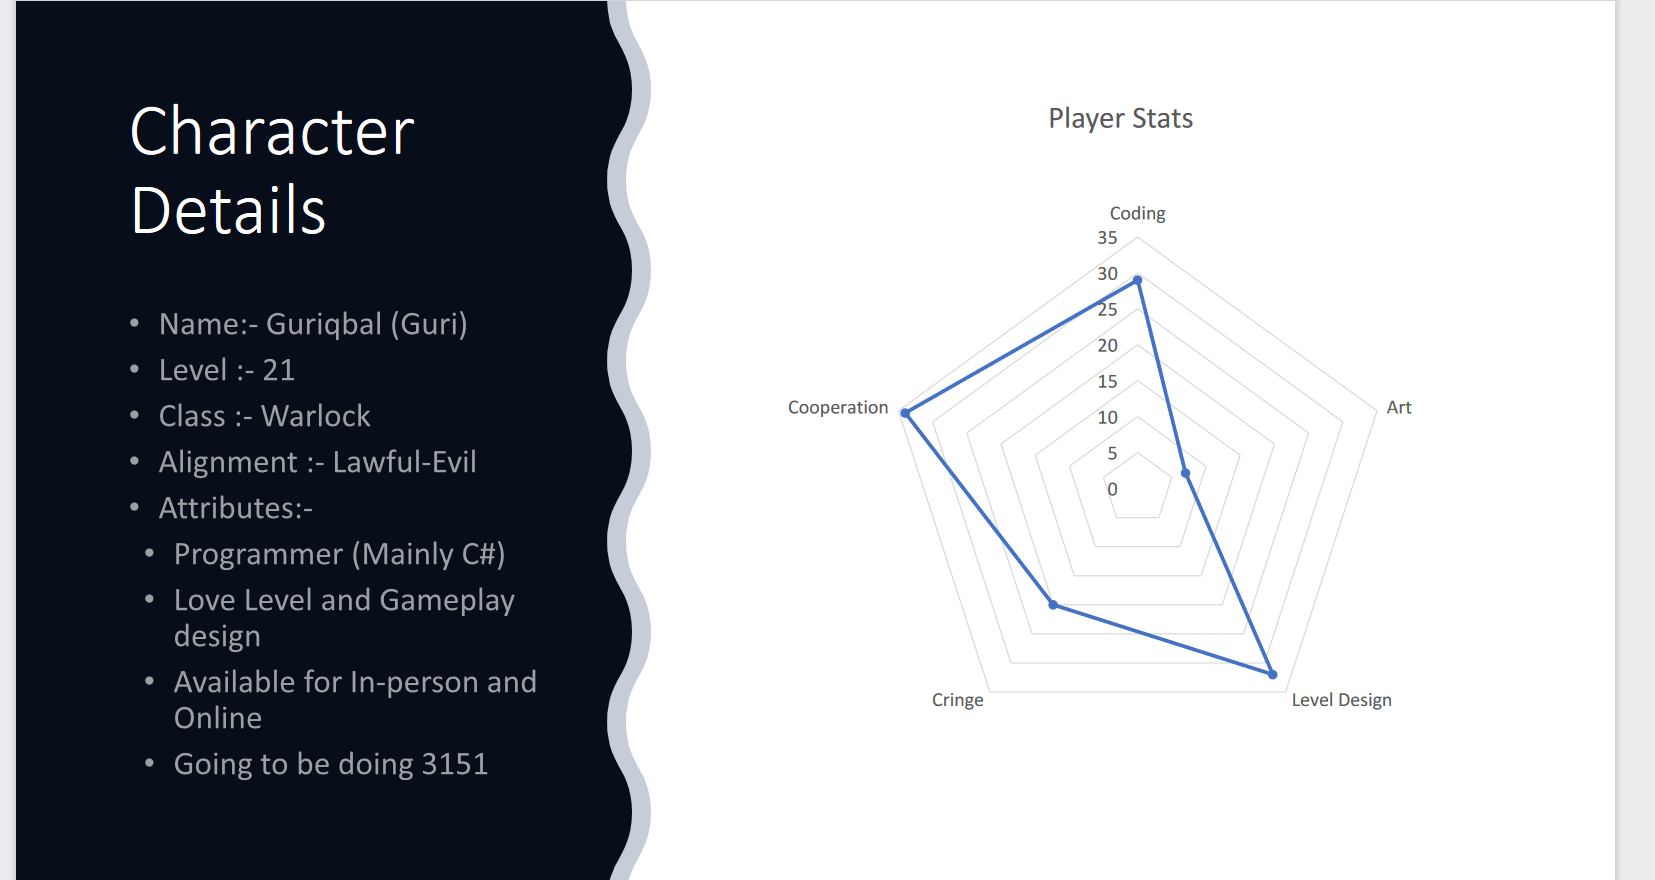 Character
Details
• Name:- Guriqbal (Guri)
• Level :- 21
• Class :- Warlock
• Alignment :- Lawful-Evil
• Attributes:-
• Programmer (Mainly C#)
• Love Level and Gameplay
design
• Available for In-person and
Online
• Going to be doing 3151
Player Stats
Coding
35
30
25
20
15
10
5
0
Art
Level Design
Cringe
Cooperation